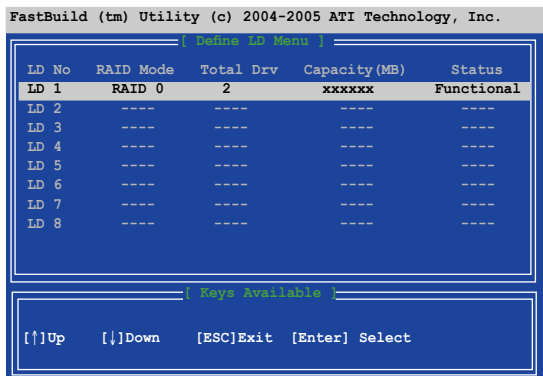 FastBuild (tm) Utility (c) 2004-2005 ATI Technology, Inc.
[ Define LD Menu ]
LD No RAID Mode Total Drv Capacity(MB) Status
LD 1 RAID 0 2 xxxxxx Functional
LD 2 ---- ---- ---- ----
LD 3 ---- ---- ---- ----
LD 4 ---- ---- ---- ----
LD 5 ---- ---- ---- ----
LD 6 ---- ---- ---- ----
LD 7 ---- ---- ---- ----
LD 8 ---- ---- ---- ----
[ Keys Available ]
[↑]Up [↓]Down [ESC]Exit [Enter] Select